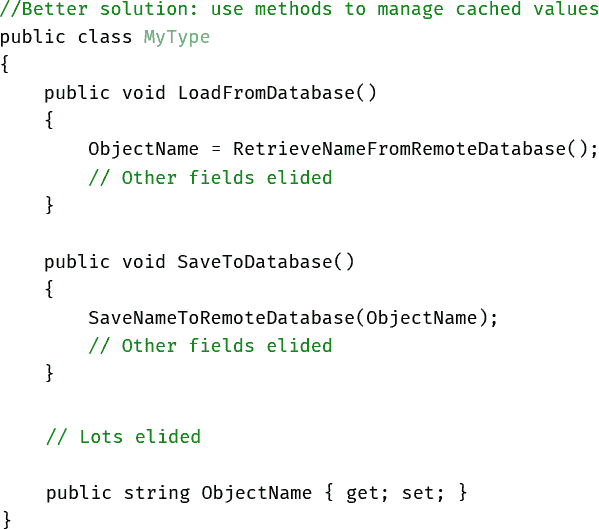 //Better solution: use methods to manage cached values
public class MyType
{
    public void LoadFromDatabase()
    {
        ObjectName = RetrieveNameFromRemoteDatabase();
        // Other fields elided
    }

    public void SaveToDatabase()
    {
        SaveNameToRemoteDatabase(ObjectName);
        // Other fields elided
    }

    // Lots elided

    public string ObjectName { get; set; }
}